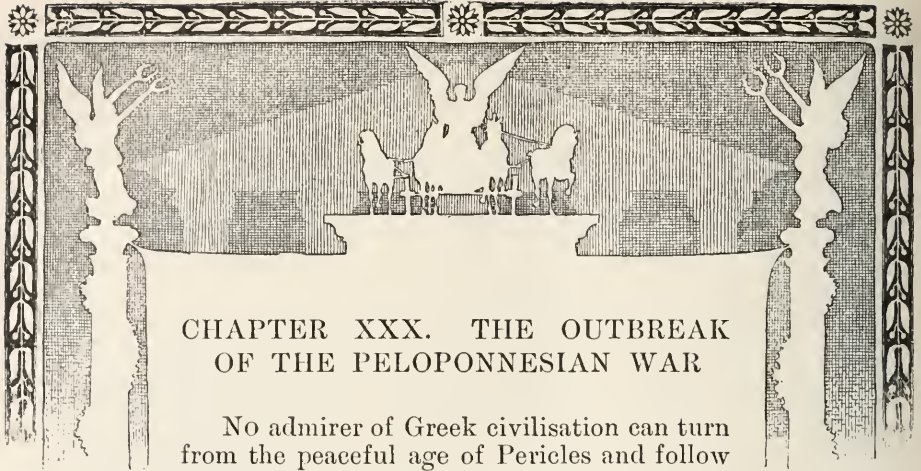 CHAPTER XXX. THE OUTBREAK
OF THE PELOPONNESIAN WAR
No admirer of Greek civilisation can turn
from the peaceful age of Pericles and follow